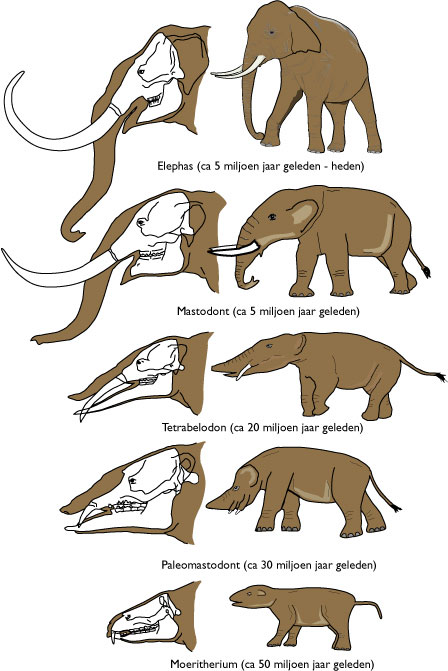 Elephas (ca 5 miljoen jaar geleden - heden)
Mastodont (ca 5 miljoen jaar geleden)
Tetrabelodon (ca 20 miljoen jaar geleden)
Paleomastodont (ca 30 miljoen jaar geleden)
Moeritherium (ca 50 miljoen jaar geleden)